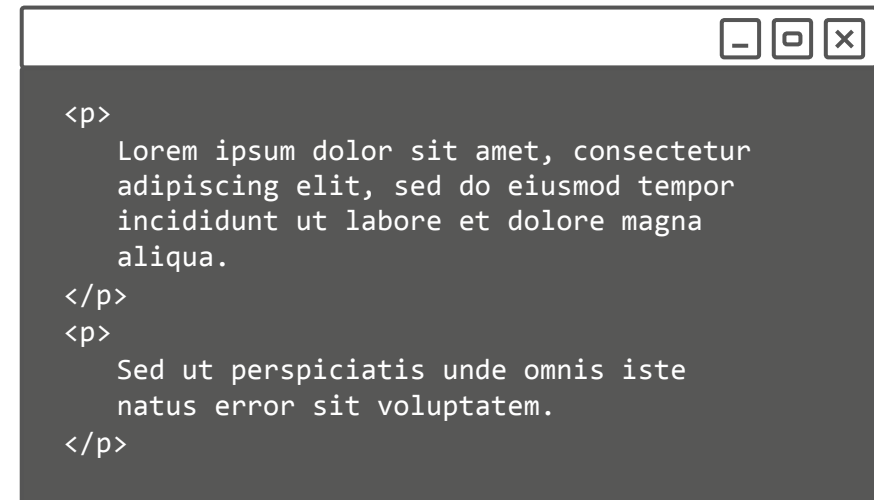 <p>
Lorem ipsum dolor sit amet, consectetur
adipiscing elit, sed do eiusmod tempor
incididunt ut labore et dolore magna
aliqua.
</p>
<p>
Sed ut perspiciatis unde omnis iste
natus error sit voluptatem.
</p>